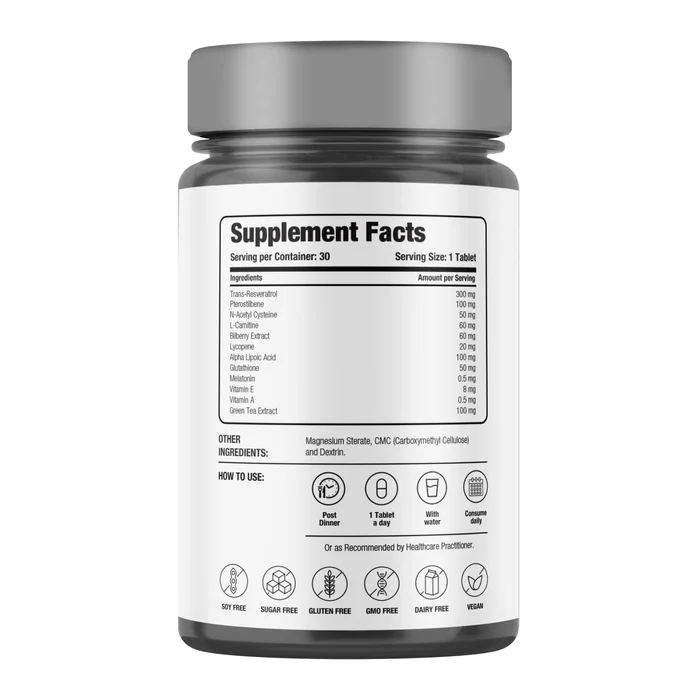 Supplement Facts
Serving per Container: 30 Serving Size: 1 Tablet
Ingredients Amount per Serving
Trans-Resveratrol 300 mg
Pterostilbene 100 mg
N-Acetyl Cysteine 50 mg
L-Carnitine 60 mg
Bilberry Extract 60 mg
Lycopene 20 mg
Alpha Lipoic Acid 100 mg
Glutathione 50 mg
Melatonin 0.5 mg
Vitamin E 8 mg
Vitamin A 0.5 mg
Green Tea Extract 100 mg
OTHER INGREDIENTS:
Magnesium Sterate, CMC (Carboxymethyl Cellulose)
and Dextrin.
HOW TO USE:
Post Dinner
1 Tablet a day
With water
Consume daily
Or as Recommended by Healthcare Practitioner.
SOY FREE SUGAR FREE GLUTEN FREE GMO FREE DAIRY FREE VEGAN